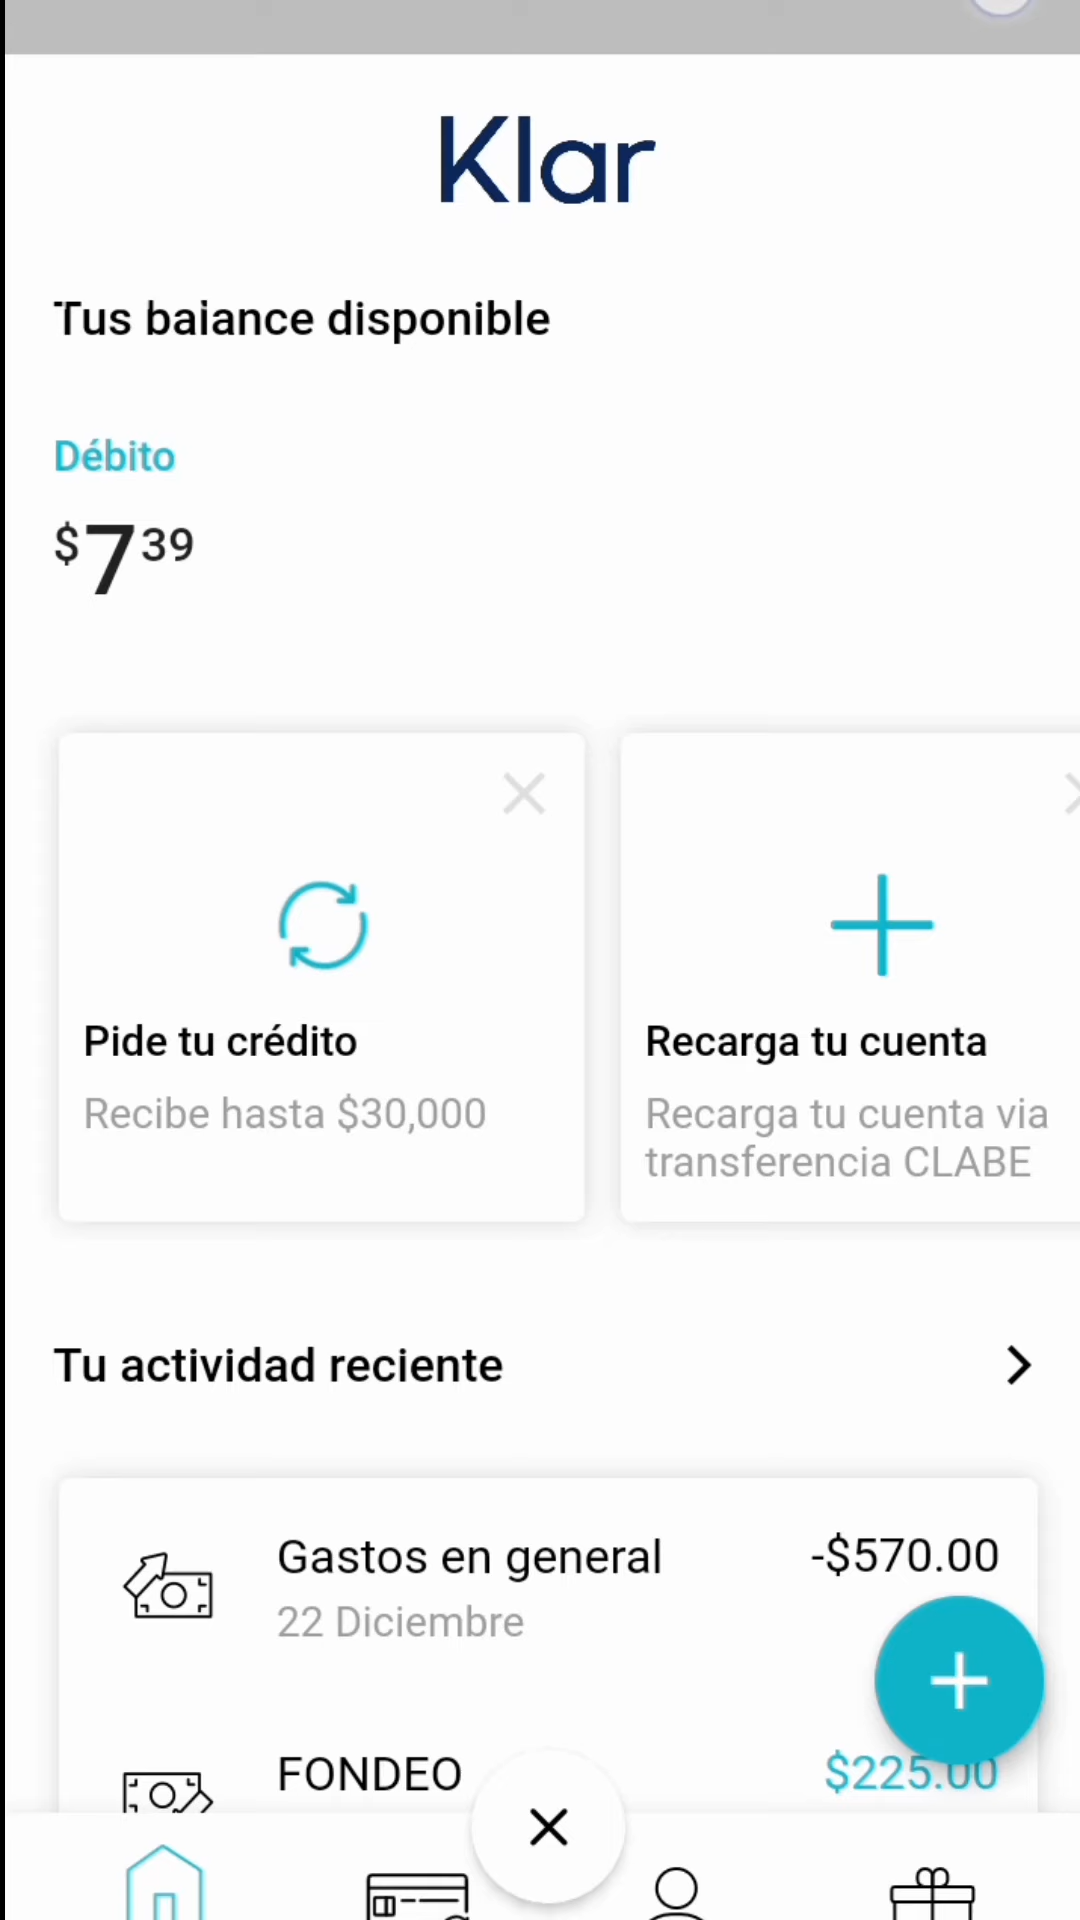 Klar
Tus balance disponible
Débito
$7 39
Pide tu crédito
Recibe hasta $30,000
Recarga tu cuenta
Recarga tu cuenta via
transferencia CLABE
Tu actividad reciente
Gastos en general -$570.00
22 Diciembre
FONDEO $225.00